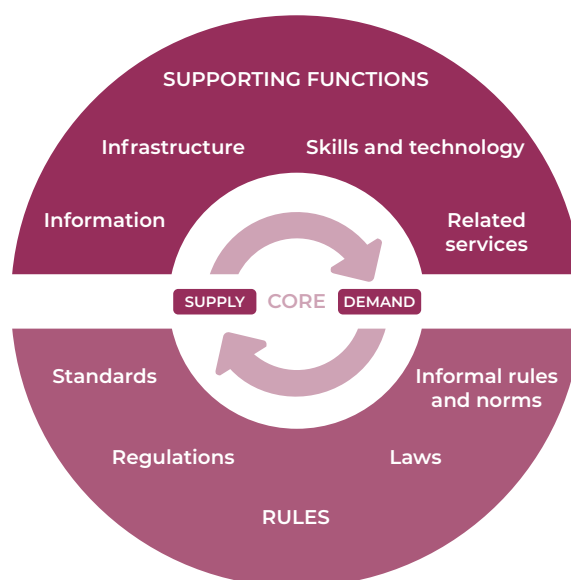 SUPPORTING FUNCTIONS
Infrastructure
Skills and technology
Information
Related
services
SUPPLY
CORE
DEMAND
Standards
Informal rules
and norms
Regulations
Laws
RULES